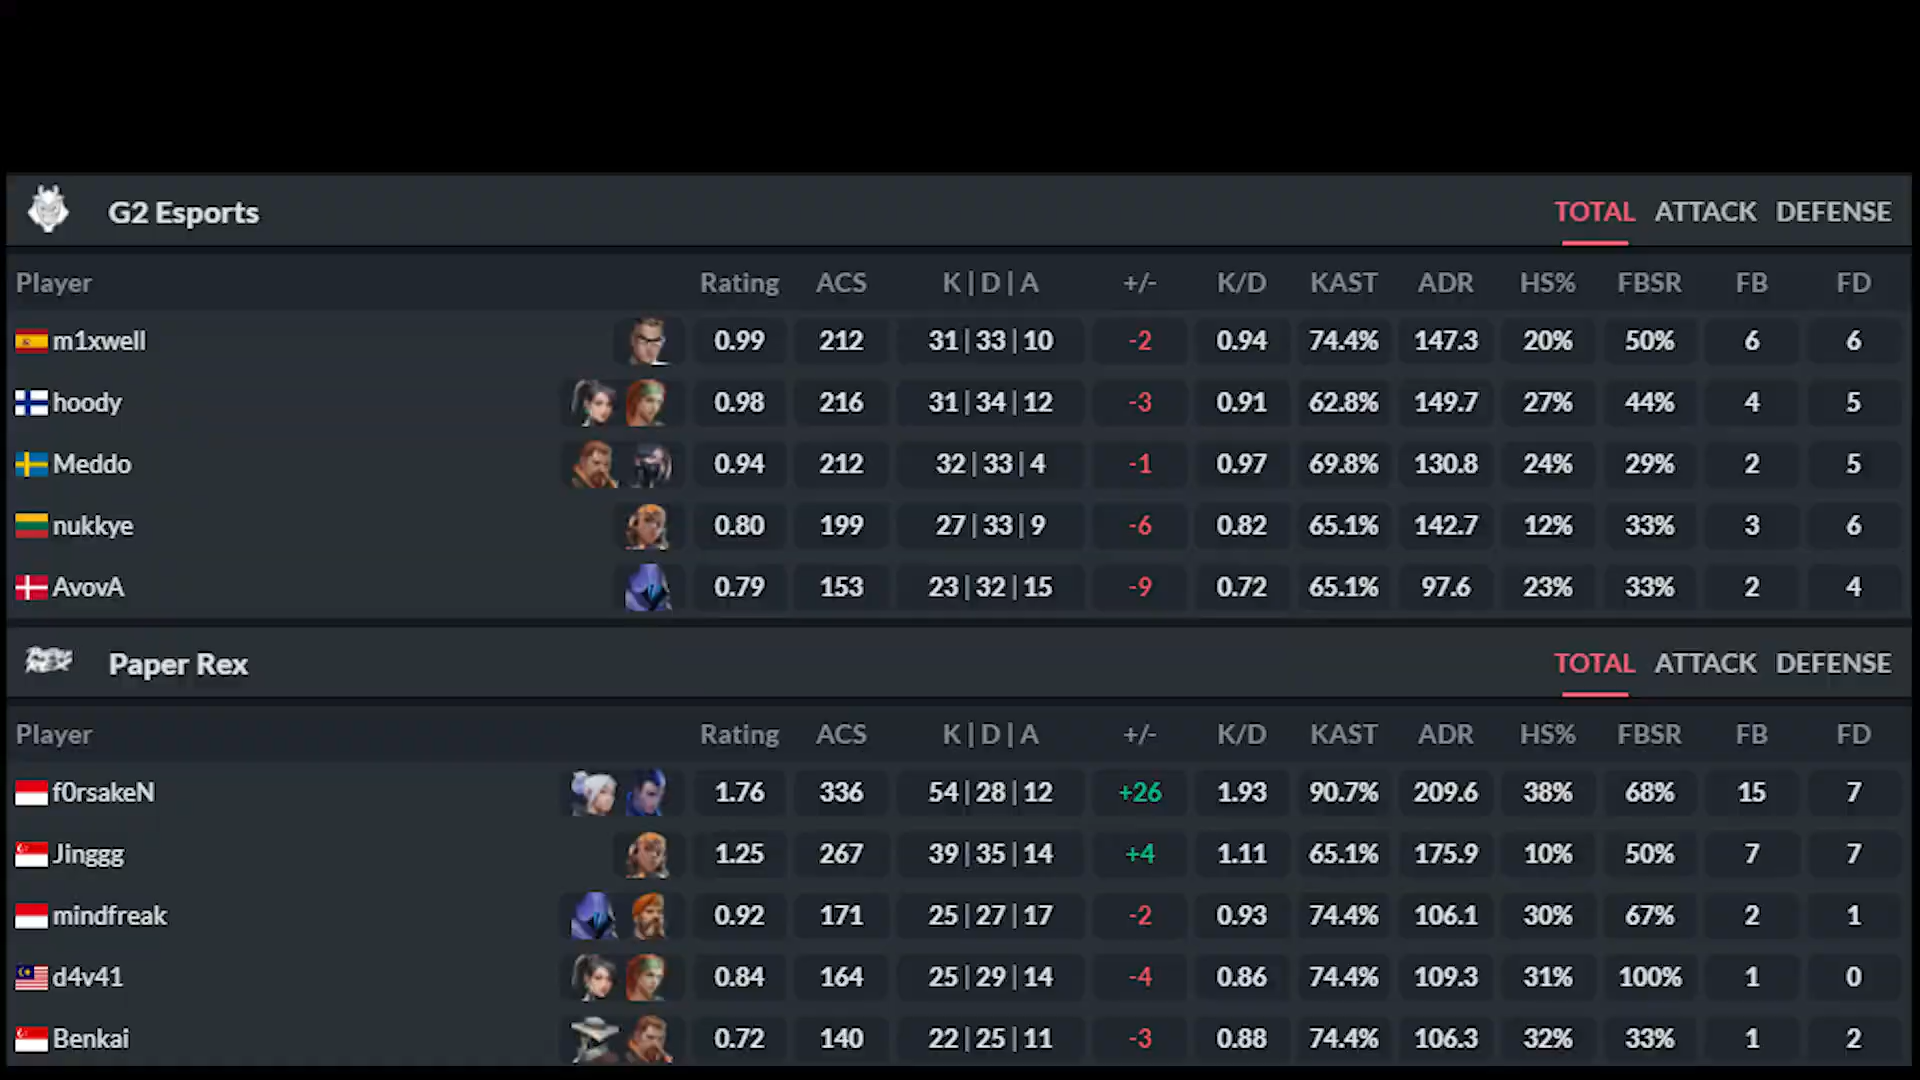 G2 Esports TOTAL ATTACK DEFENSE
Player Rating ACS K | D | A +/- K/D KAST ADR HS% FBSR FB FD
m1xwell 0.99 212 31 | 33 | 10 -2 0.94 74.4% 147.3 20% 50% 6 6
hoody 0.98 216 31 | 34 | 12 -3 0.91 62.8% 149.7 27% 44% 4 5
Meddo 0.94 212 32 | 33 | 4 -1 0.97 69.8% 130.8 24% 29% 2 5
nukkye 0.80 199 27 | 33 | 9 -6 0.82 65.1% 142.7 12% 33% 3 6
AvovA 0.79 153 23 | 32 | 15 -9 0.72 65.1% 97.6 23% 33% 2 4
PAPER REX Paper Rex TOTAL ATTACK DEFENSE
Player Rating ACS K | D | A +/- K/D KAST ADR HS% FBSR FB FD
f0rsakeN 1.76 336 54 | 28 | 12 +26 1.93 90.7% 209.6 38% 68% 15 7
Jinggg 1.25 267 39 | 35 | 14 +4 1.11 65.1% 175.9 10% 50% 7 7
mindfreak 0.92 171 25 | 27 | 17 -2 0.93 74.4% 106.1 30% 67% 2 1
d4v41 0.84 164 25 | 29 | 14 -4 0.86 74.4% 109.3 31% 100% 1 0
Benkai 0.72 140 22 | 25 | 11 -3 0.88 74.4% 106.3 32% 33% 1 2